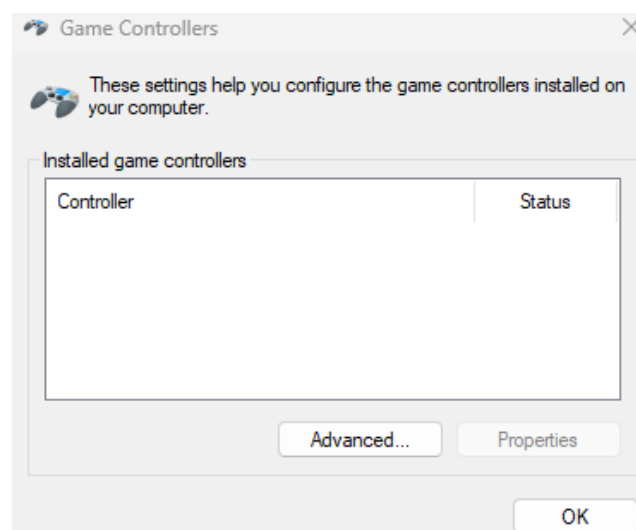 Game Controllers
These settings help you configure the game controllers installed on
your computer.
Installed game controllers
Controller Status
Advanced... Properties
OK